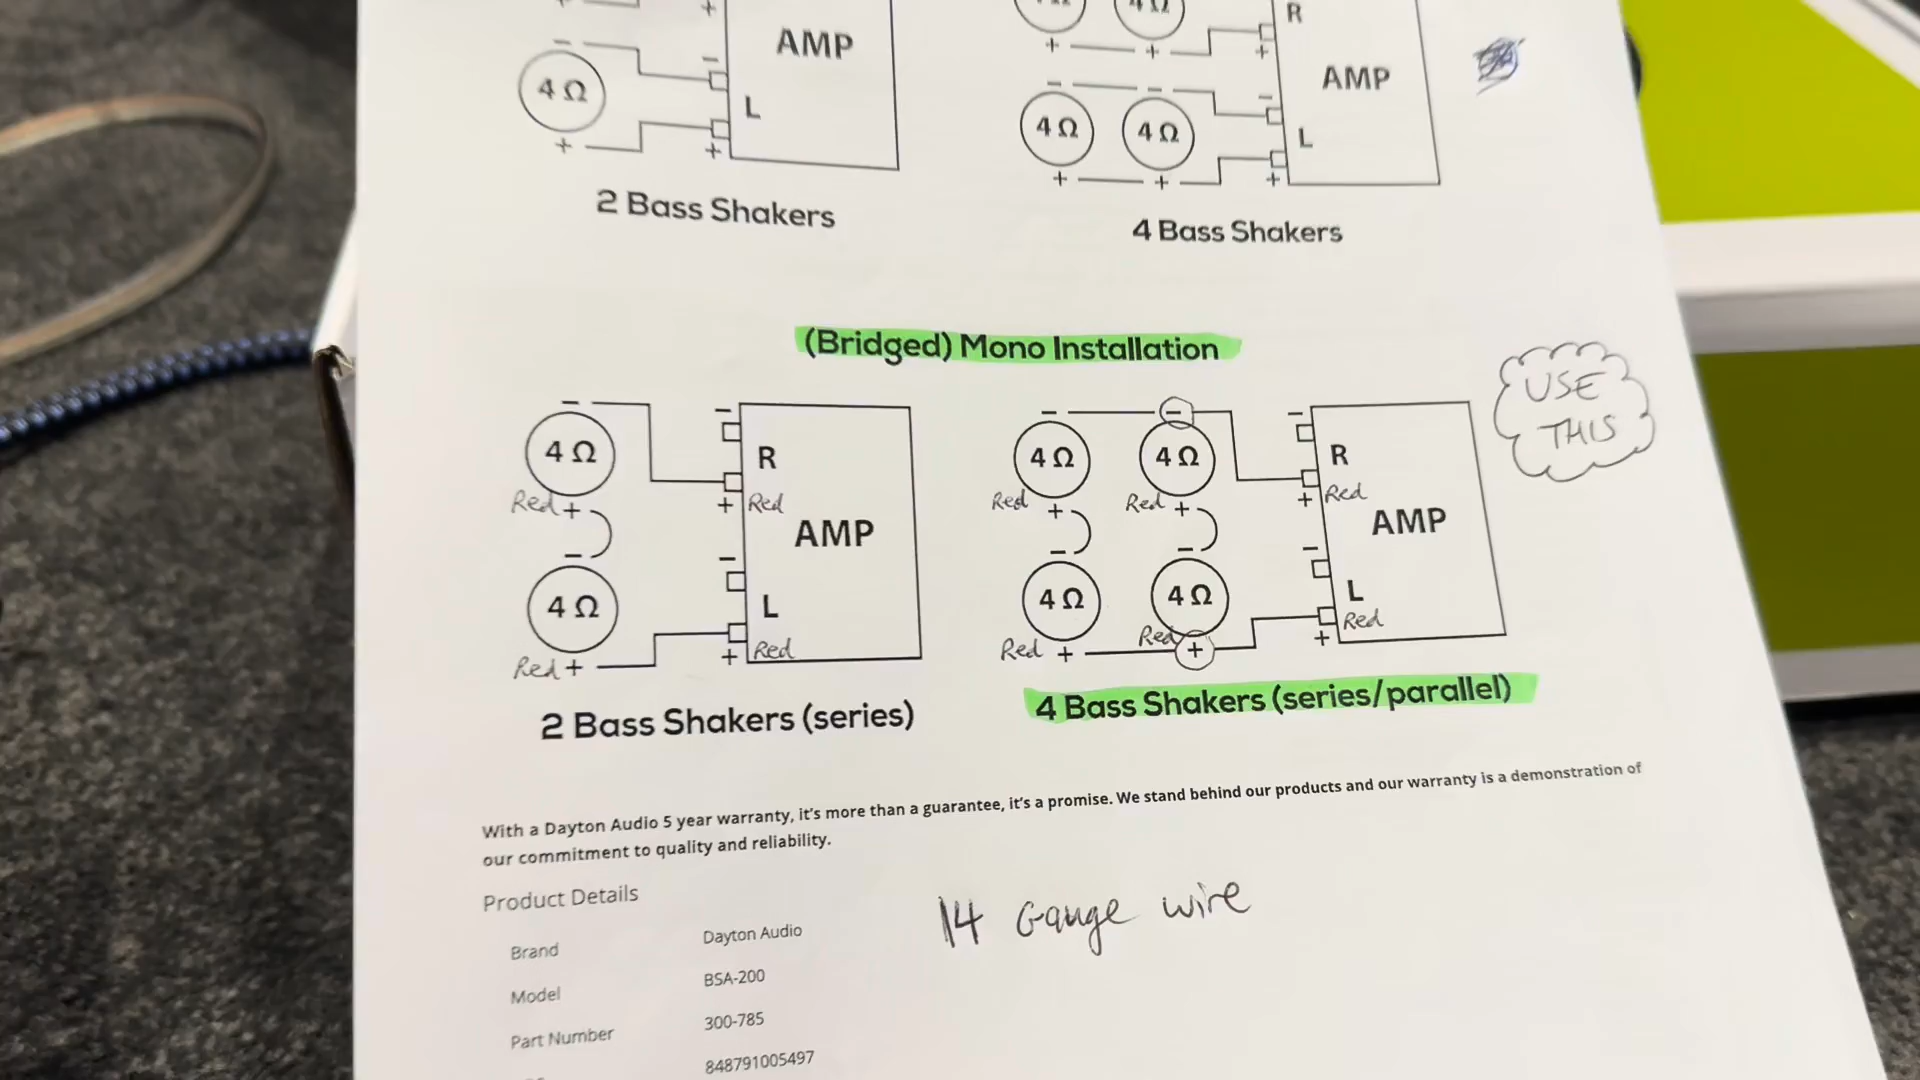 4 Ω
4 Ω
R
+
+
+
+
-
-
AMP
-
-
-
AMP
4 Ω
L
4 Ω
4 Ω
L
+
+
+
+
+
2 Bass Shakers
4 Bass Shakers
(Bridged) Mono Installation
USE
THIS
-
-
-
-
-
4 Ω
R
4 Ω
4 Ω
R
Red +
+ Red
Red +
Red +
+ Red
AMP
AMP
-
-
-
-
-
4 Ω
L
4 Ω
4 Ω
L
Red +
+ Red
Red +
Red +
+ Red
2 Bass Shakers (series)
4 Bass Shakers (series/parallel)
With a Dayton Audio 5 year warranty, it's more than a guarantee, it's a promise. We stand behind our products and our warranty is a demonstration of
our commitment to quality and reliability.
Product Details
14 Gauge wire
Brand Dayton Audio
Model BSA-200
Part Number 300-785
848791005497